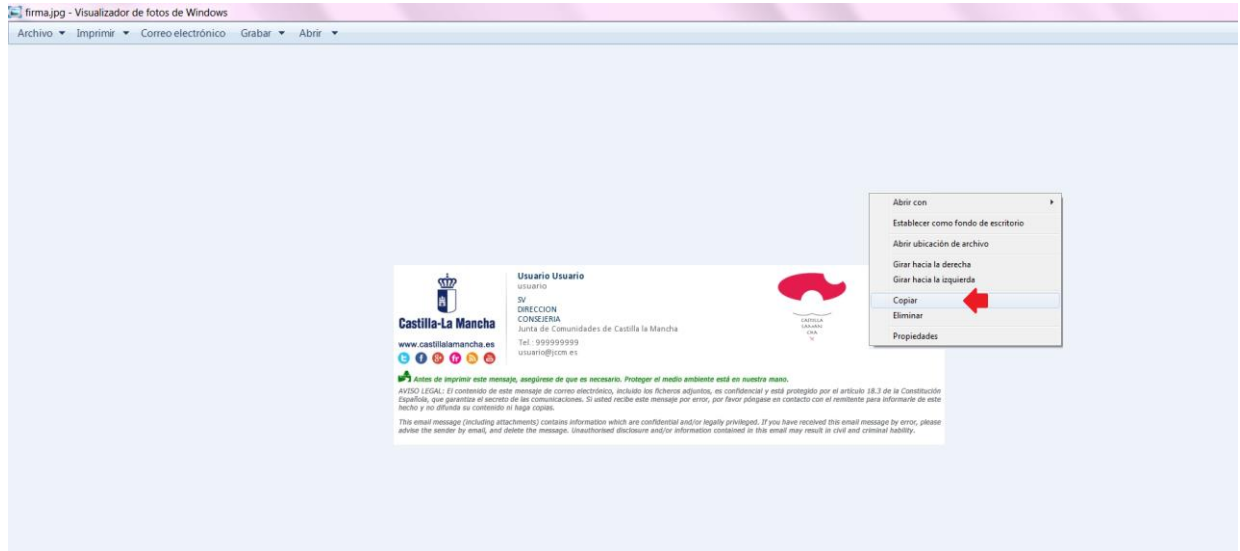 firma.jpg - Visualizador de fotos de Windows
Archivo Imprimir Correo electrónico Grabar Abrir
Abrir con
Establecer como fondo de escritorio
Abrir ubicación de archivo
Girar hacia la derecha
Girar hacia la izquierda
Copiar
Eliminar
Propiedades
Castilla-La Mancha
www.castillalamancha.es
Usuario Usuario
usuario
SV
DIRECCION
CONSEJERIA
Junta de Comunidades de Castilla la Mancha
Tel.: 999999999
usuario@jccm.es
Antes de imprimir este mensaje, asegúrese de que es necesario. Proteger el medio ambiente está en nuestra mano.
AVISO LEGAL: El contenido de este mensaje de correo electrónico, incluido los ficheros adjuntos, es confidencial y está protegido por el artículo 18.3 de la Constitución
Española, que garantiza el secreto de las comunicaciones. Si usted recibe este mensaje por error, por favor póngase en contacto con el remitente para informarle de este
hecho y no difunda su contenido ni haga copias.
This email message (including attachments) contains information which are confidential and/or legally privileged. If you have received this email message by error, please
advise the sender by email, and delete the message. Unauthorised disclosure and/or information contained in this email may result in civil and criminal hability.